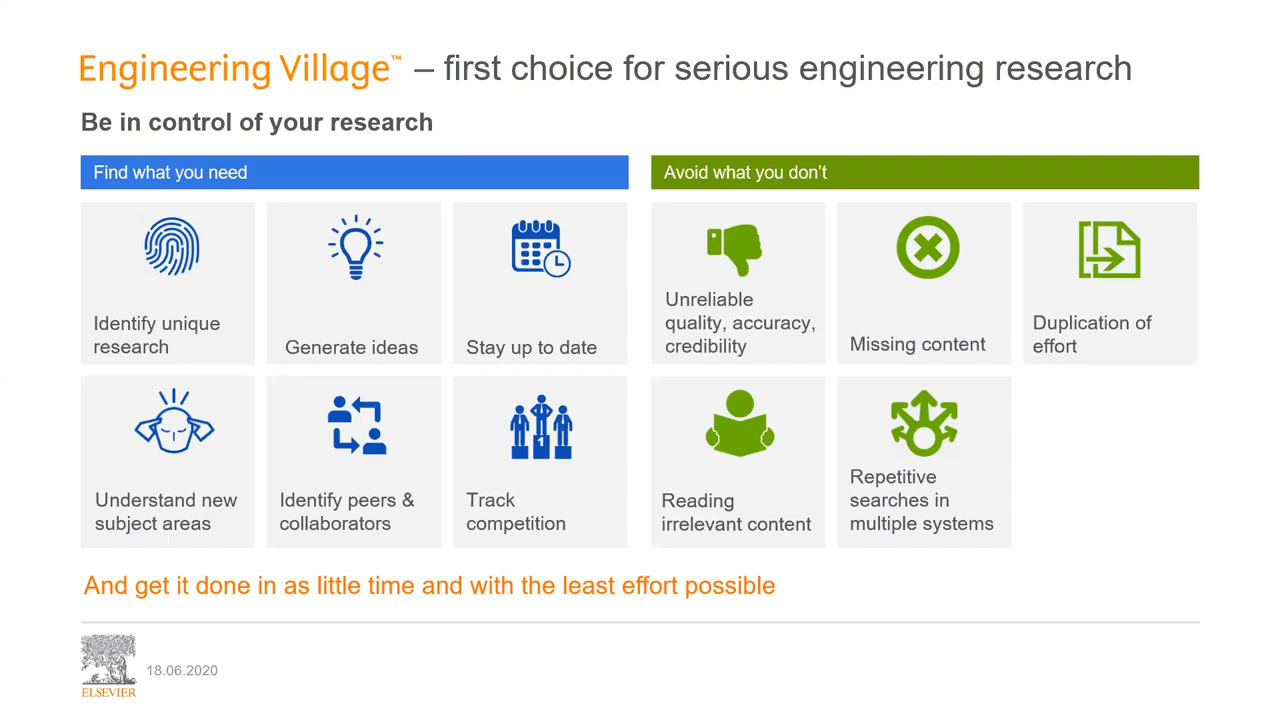 Engineering Village™ – first choice for serious engineering research
Be in control of your research
Find what you need
Identify unique
research
Generate ideas
Stay up to date
Understand new
subject areas
Identify peers &
collaborators
Track
competition
Avoid what you don't
Unreliable
quality, accuracy,
credibility
Missing content
Duplication of
effort
Reading
irrelevant content
Repetitive
searches in
multiple systems
And get it done in as little time and with the least effort possible
ELSEVIER
18.06.2020